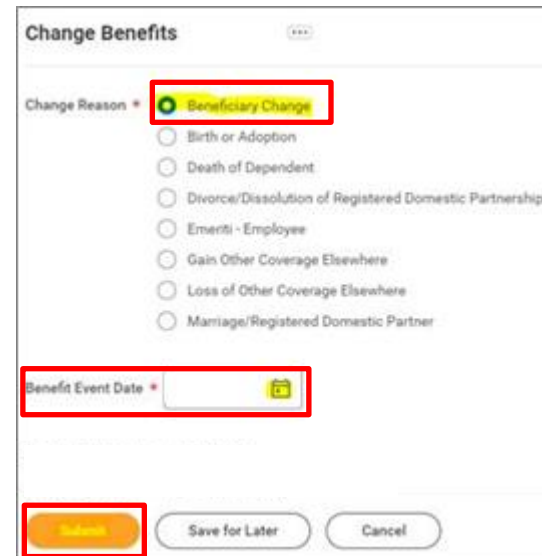 Change Benefits
Change Reason * Beneficiary Change
Birth or Adoption
Death of Dependent
Divorce/Dissolution of Registered Domestic Partnership
Emeriti - Employee
Gain Other Coverage Elsewhere
Loss of Other Coverage Elsewhere
Marriage/Registered Domestic Partner
Benefit Event Date *
Submit Save for Later Cancel